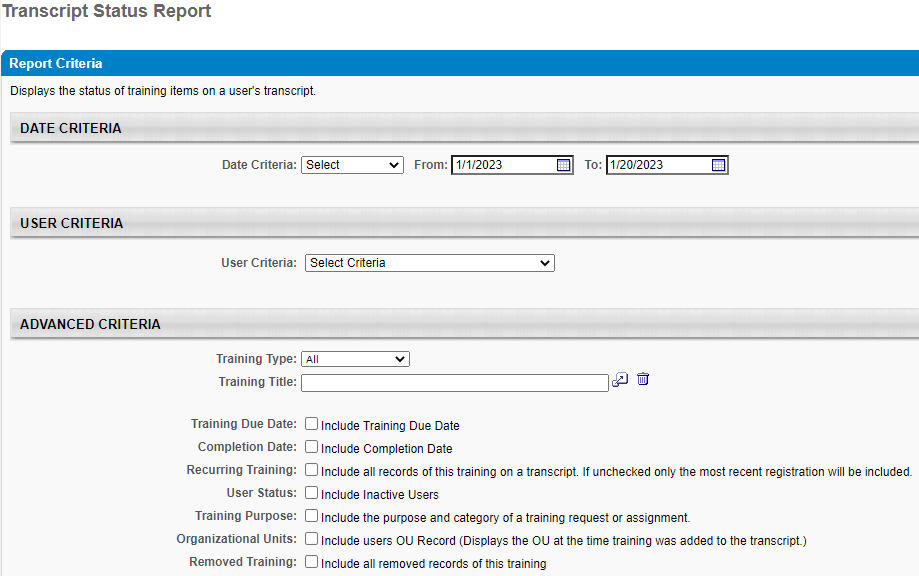 Transcript Status Report
Report Criteria
Displays the status of training items on a user's transcript.
DATE CRITERIA
Date Criteria: Select From: 1/1/2023 To: 1/20/2023
USER CRITERIA
User Criteria: Select Criteria
ADVANCED CRITERIA
Training Type: All
Training Title:
Training Due Date: Include Training Due Date
Completion Date: Include Completion Date
Recurring Training: Include all records of this training on a transcript. If unchecked only the most recent registration will be included.
User Status: Include Inactive Users
Training Purpose: Include the purpose and category of a training request or assignment.
Organizational Units: Include users OU Record (Displays the OU at the time training was added to the transcript.)
Removed Training: Include all removed records of this training